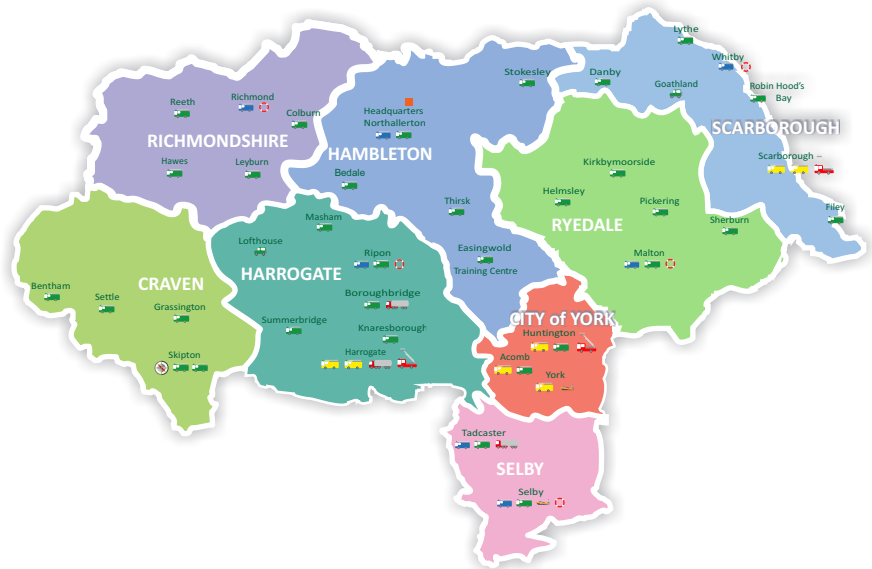 Lythe
Whitby
Stokesley
Danby
Goathland
Robin Hood's
Bay
Reeth
Richmond
Colburn
Headquarters
Northallerton
RICHMONDSHIRE
HAMBLETON
SCARBOROUGH
Hawes
Leyburn
Bedale
Kirkbymoorside
Scarborough
Helmsley
Thirsk
Pickering
Filey
Masham
RYEDALE
Sherburn
Lofthouse
Ripon
Easingwold
Training Centre
Malton
HARROGATE
CRAVEN
Bentham
Settle
Grassington
Boroughbridge
Summerbridge
Knaresborough
CITY of YORK
Huntington
Skipton
Harrogate
Acomb
York
Tadcaster
SELBY
Selby